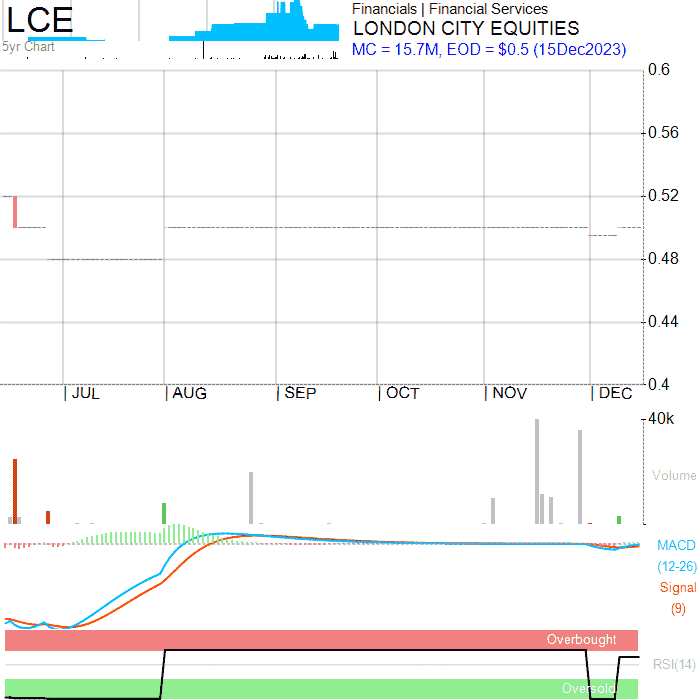 LCE
5yr Chart
Financials | Financial Services
LONDON CITY EQUITIES
MC = 15.7M, EOD = $0.5 (15Dec2023)
0.6
0.56
0.52
0.48
0.44
0.4
JUL AUG SEP OCT NOV DEC
40k
Volume
MACD
(12-26)
Signal
(9)
Overbought
RSI(14)
Oversold